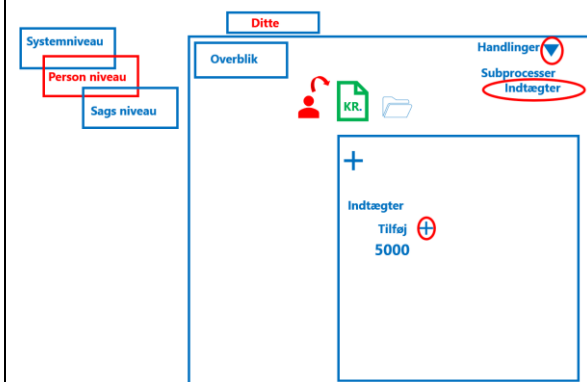 Ditte
Systemniveau
Person niveau
Sags niveau
Overblik
Handlinger
Subprocesser
Indtægter
KR.
Indtægter
Tilføj
5000